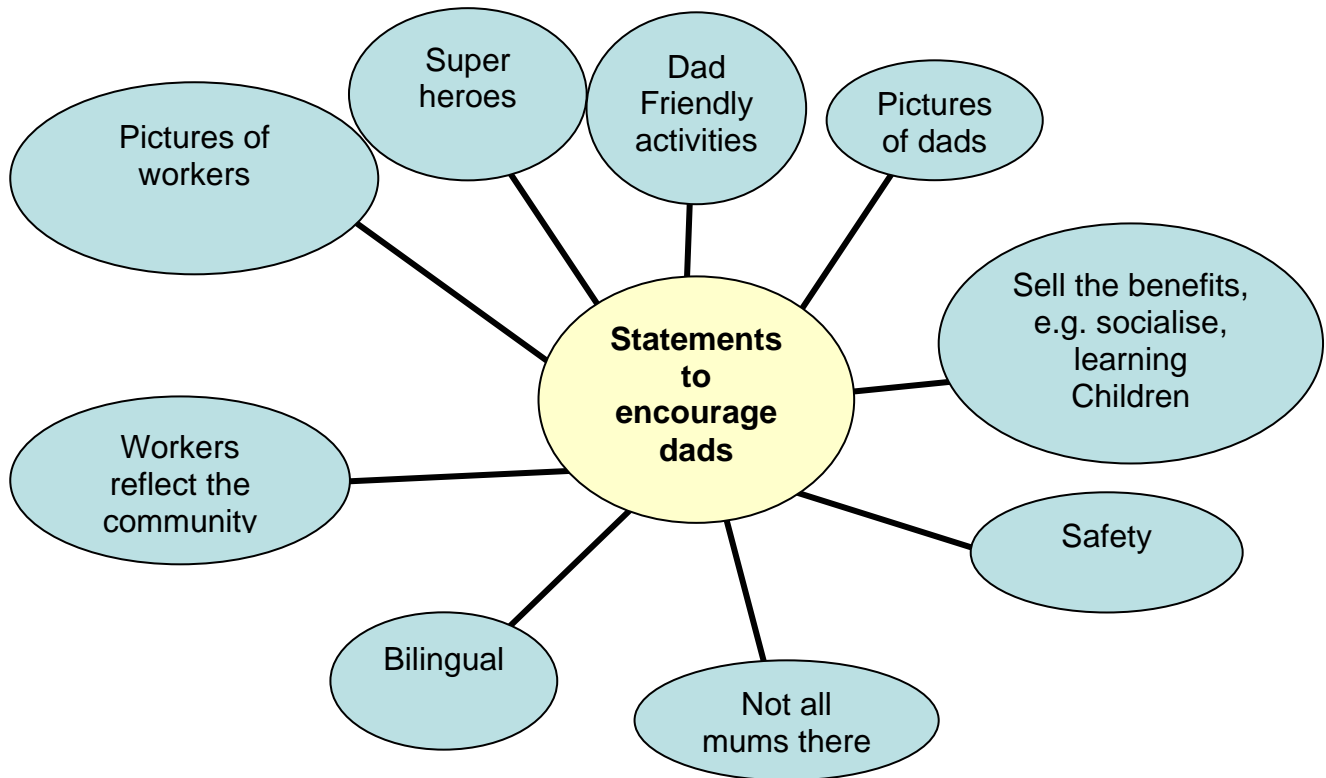 Super
heroes
Dad
Friendly
activities
Pictures
of dads
Pictures of
workers
Sell the benefits,
e.g. socialise,
learning
Children
Statements
to
encourage
dads
Workers
reflect the
community
Safety
Bilingual
Not all
mums there